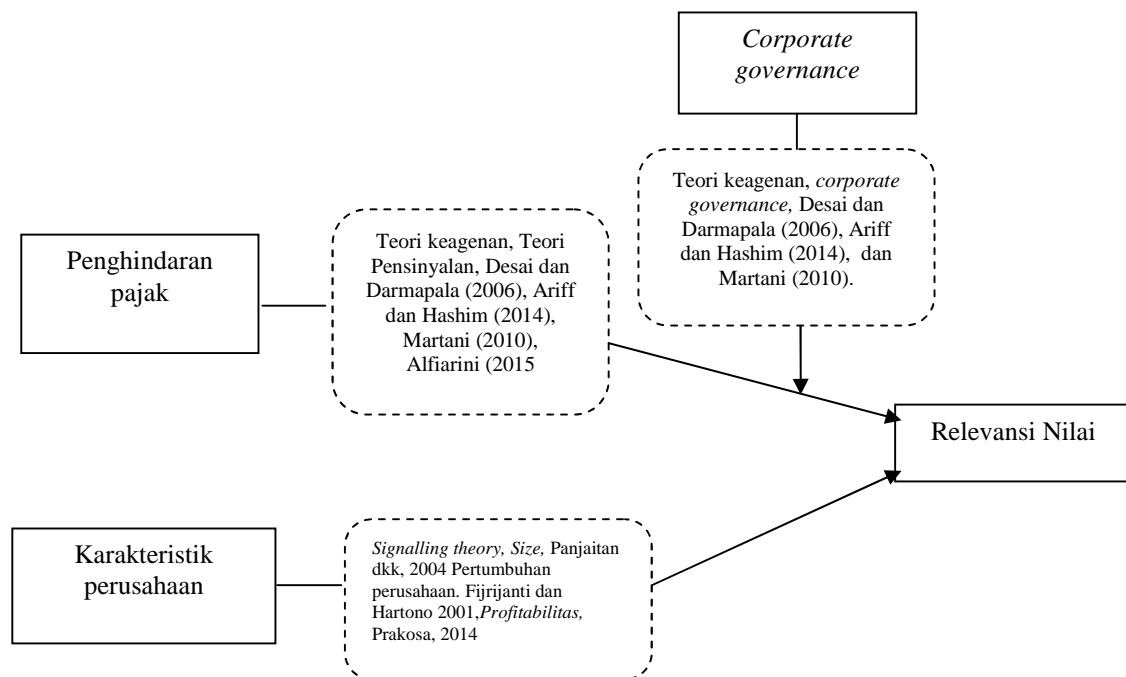 Corporate
governance
Teori keagenan, corporate
governance, Desai dan
Darmapala (2006), Ariff
dan Hashim (2014), dan
Martani (2010).
Penghindaran
pajak
Teori keagenan, Teori
Pensinyalan, Desai dan
Darmapala (2006), Ariff
dan Hashim (2014),
Martani (2010),
Alfiarini (2015
Relevansi Nilai
Karakteristik
perusahaan
Signalling theory, Size, Panjaitan
dkk, 2004 Pertumbuhan
perusahaan. Fijrijanti dan
Hartono 2001,Profitabilitas,
Prakosa, 2014